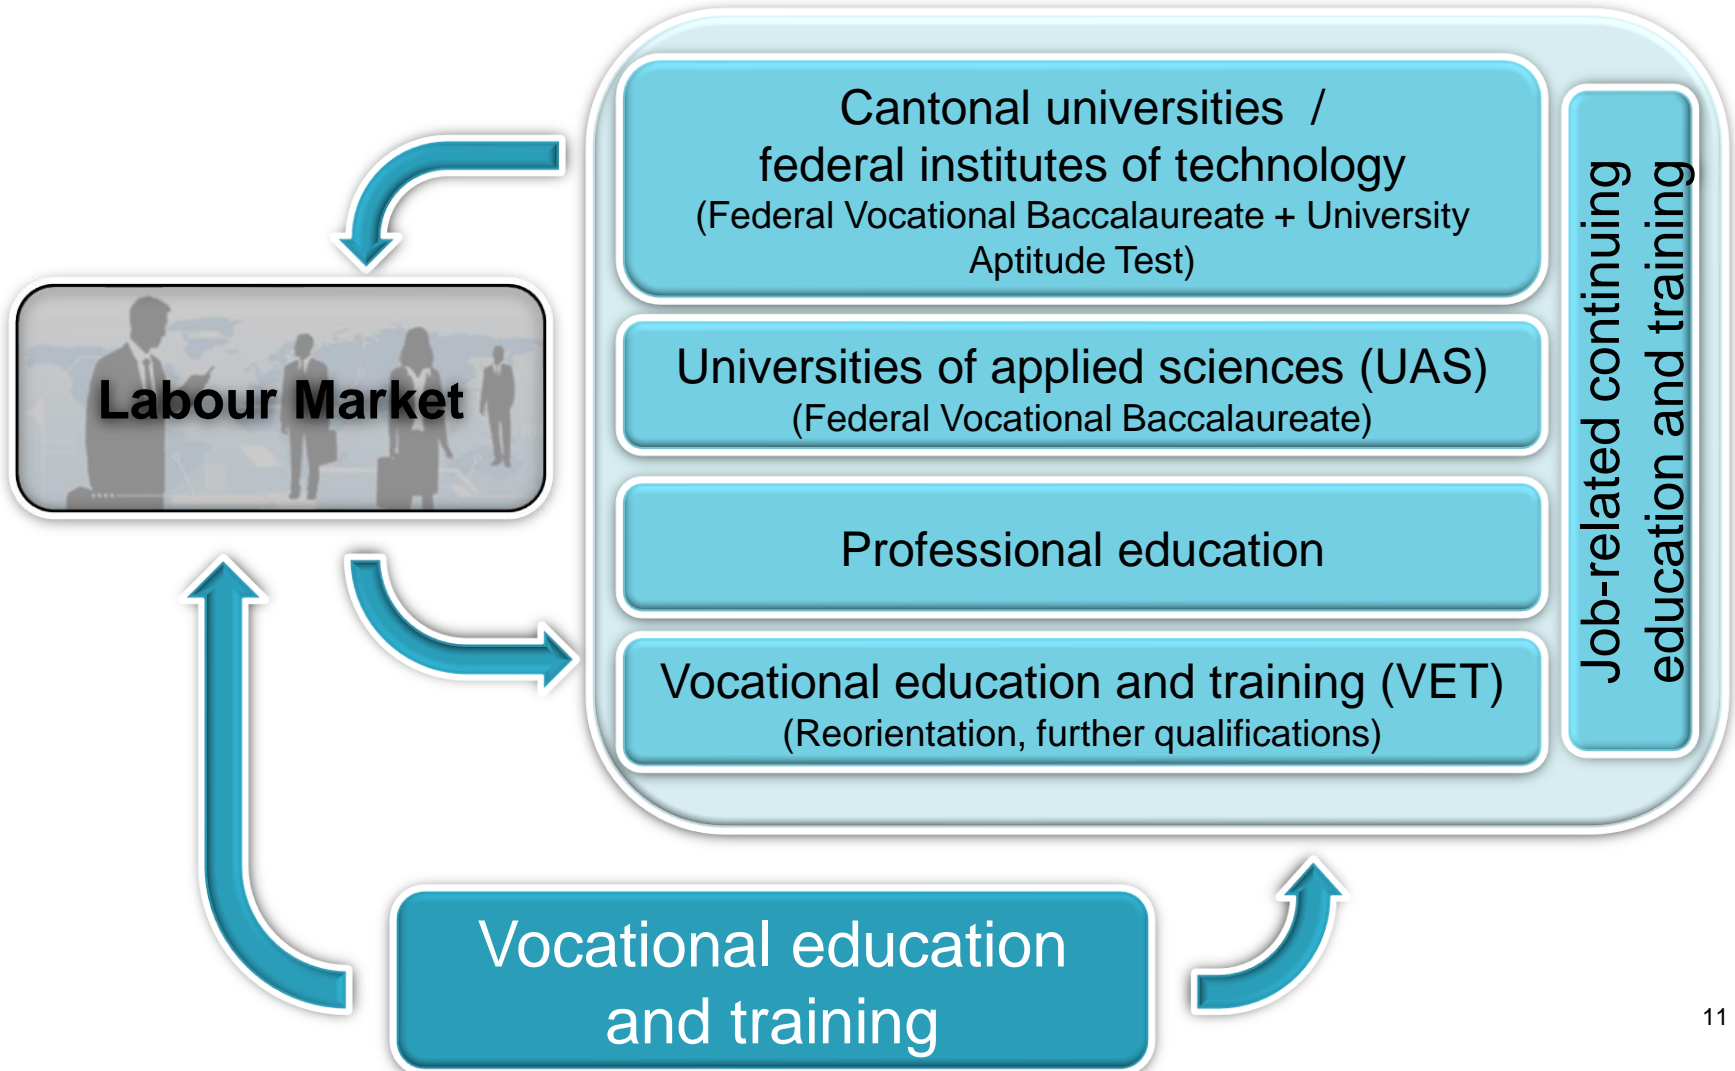 Cantonal universities /
federal institutes of technology
(Federal Vocational Baccalaureate + University
Aptitude Test)
Universities of applied sciences (UAS)
(Federal Vocational Baccalaureate)
Professional education
Vocational education and training (VET)
(Reorientation, further qualifications)
Job-related continuing
education and training
Labour Market
Vocational education
and training
11